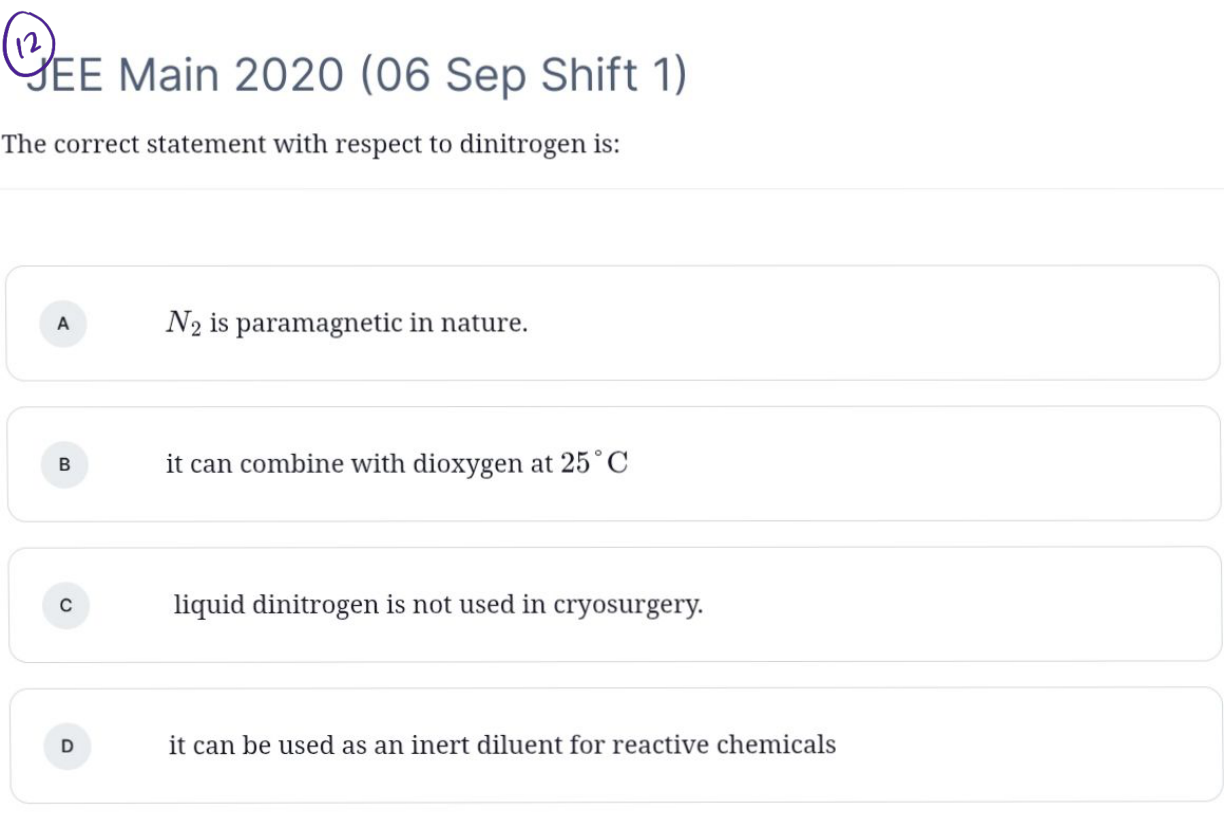 12
JEE Main 2020 (06 Sep Shift 1)
The correct statement with respect to dinitrogen is:
A N₂ is paramagnetic in nature.
B it can combine with dioxygen at 25°C
C liquid dinitrogen is not used in cryosurgery.
D it can be used as an inert diluent for reactive chemicals